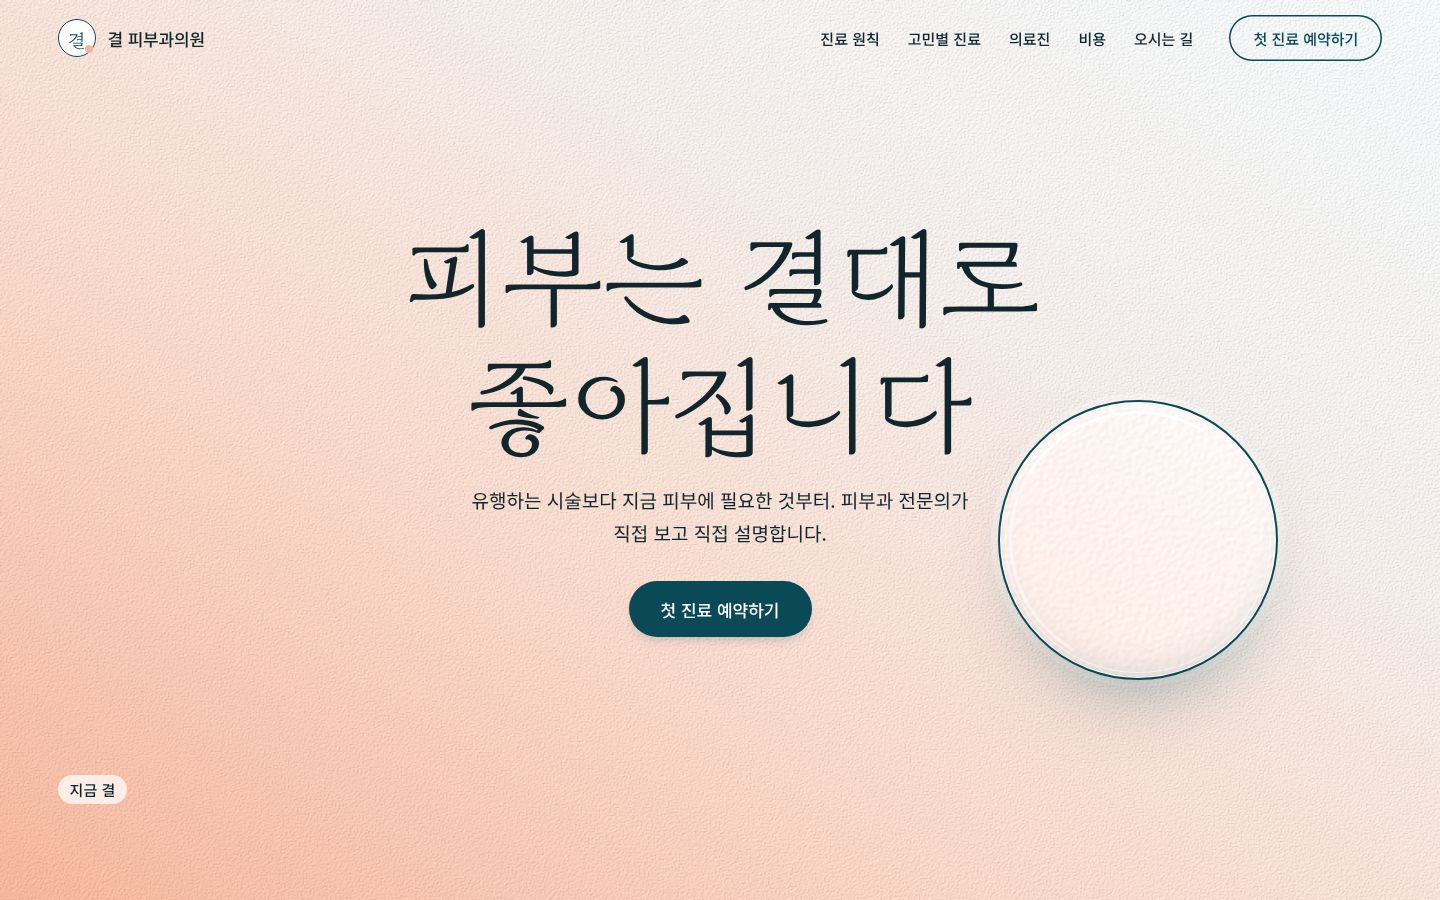 결
결 피부과의원
진료 원칙
고민별 진료
의료진
비용
오시는 길
첫 진료 예약하기
피부는 결대로
좋아집니다
유행하는 시술보다 지금 피부에 필요한 것부터. 피부과 전문의가
직접 보고 직접 설명합니다.
첫 진료 예약하기
지금 결